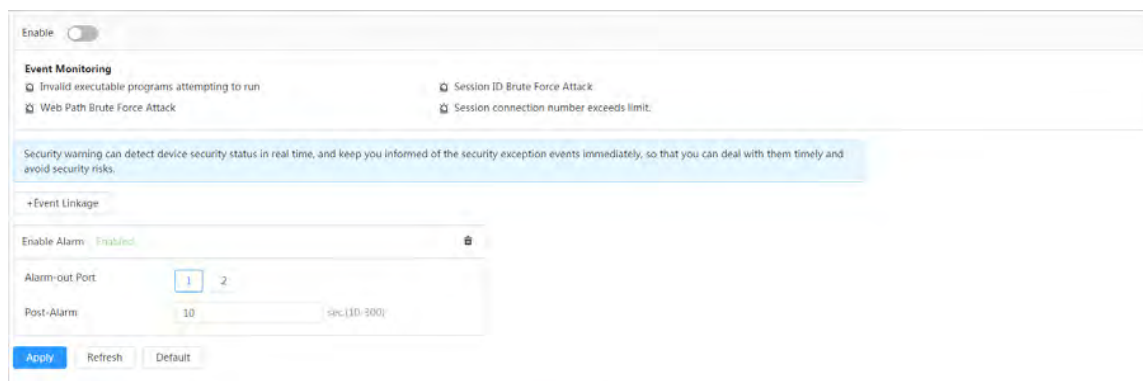 Enable
Event Monitoring
Invalid executable programs attempting to run
Session ID Brute Force Attack
Web Path Brute Force Attack
Session connection number exceeds limit.
Security warning can detect device security status in real time, and keep you informed of the security exception events immediately, so that you can deal with them timely and
avoid security risks.
+Event Linkage
Enable Alarm Enabled
Alarm-out Port 1 2
Post-Alarm 10 sec.(10-300)
Apply Refresh Default